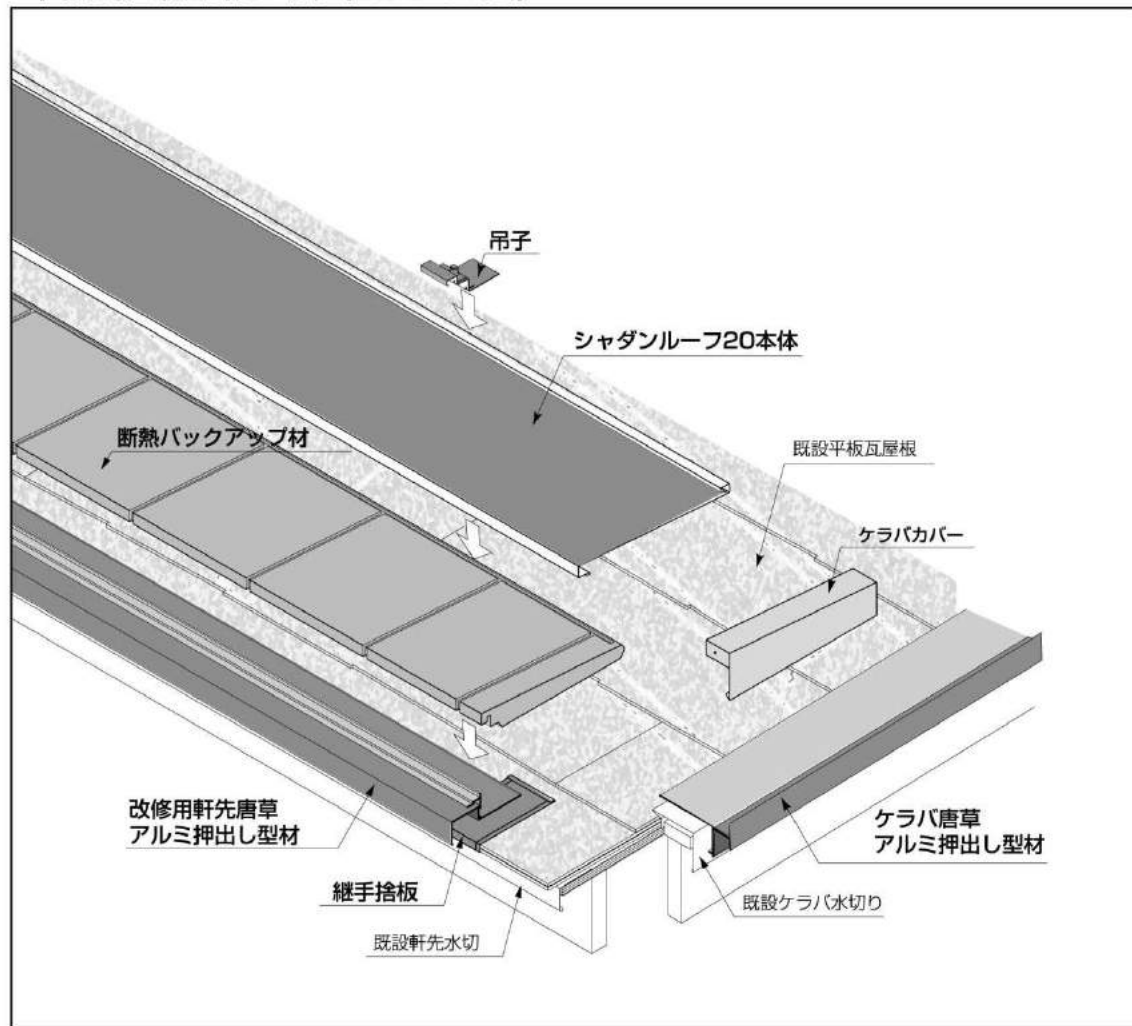 吊子
シャダンルーフ20本体
断熱バックアップ材
既設平板瓦屋根
ケラバカバー
改修用軒先唐草
アルミ押出し型材
ケラバ唐草
アルミ押出し型材
継手捨板
既設ケラバ水切り
既設軒先水切